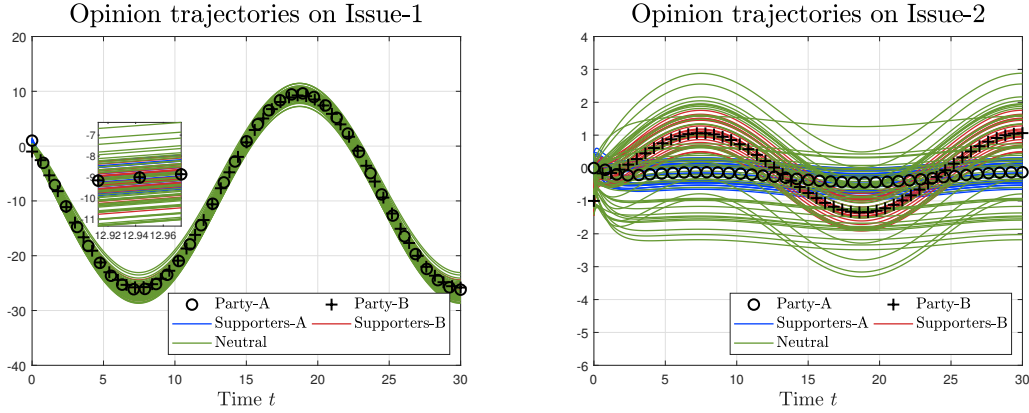 Opinion trajectories on Issue-1
20
10
0
-10
-20
-30
-40
-7
-8
-9
-10
-11
12.92 12.94 12.96
Party-A Party-B
Supporters-A Supporters-B
Neutral
0 5 10 15 20 25 30
Time t
Opinion trajectories on Issue-2
4
3
2
1
0
-1
-2
-3
-4
-5
-6
Party-A Party-B
Supporters-A Supporters-B
Neutral
0 5 10 15 20 25 30
Time t